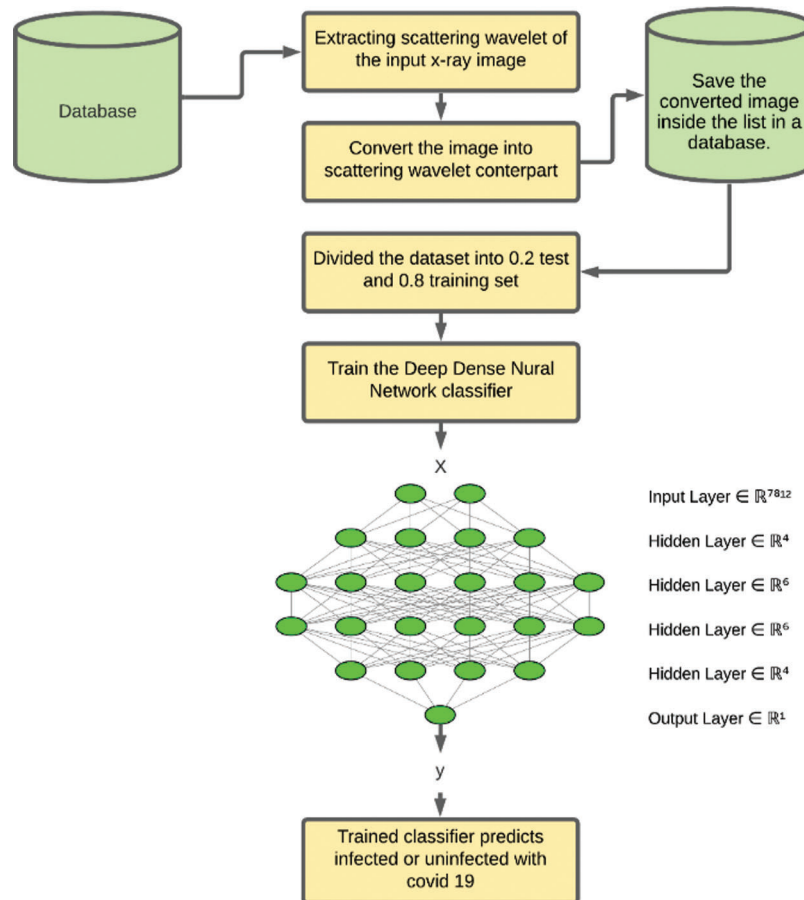 Database
Extracting scattering wavelet of
the input x-ray image
Convert the image into
scattering wavelet conterpart
Save the
converted image
inside the list in a
database.
Divided the dataset into 0.2 test
and 0.8 training set
Train the Deep Dense Nural
Network classifier
X
Input Layer ∈ ℝ⁷⁸¹²
Hidden Layer ∈ ℝ⁴
Hidden Layer ∈ ℝ⁶
Hidden Layer ∈ ℝ⁶
Hidden Layer ∈ ℝ⁴
Output Layer ∈ ℝ¹
y
Trained classifier predicts
infected or uninfected with
covid 19